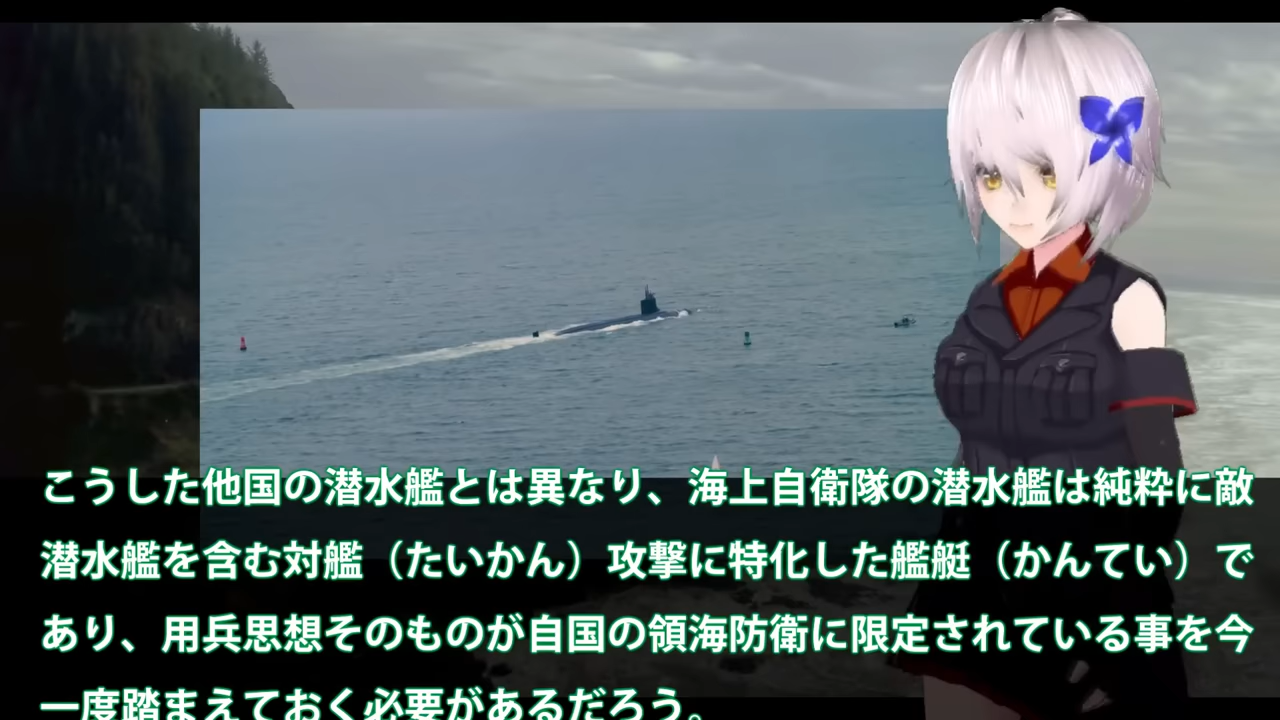 こうした他国の潜水艦とは異なり、海上自衛隊の潜水艦は純粋に敵
潜水艦を含む対艦（たいかん）攻撃に特化した艦艇（かんてい）で
あり、用兵思想そのものが自国の領海防衛に限定されている事を今
一度踏まえておく必要があるだろう。